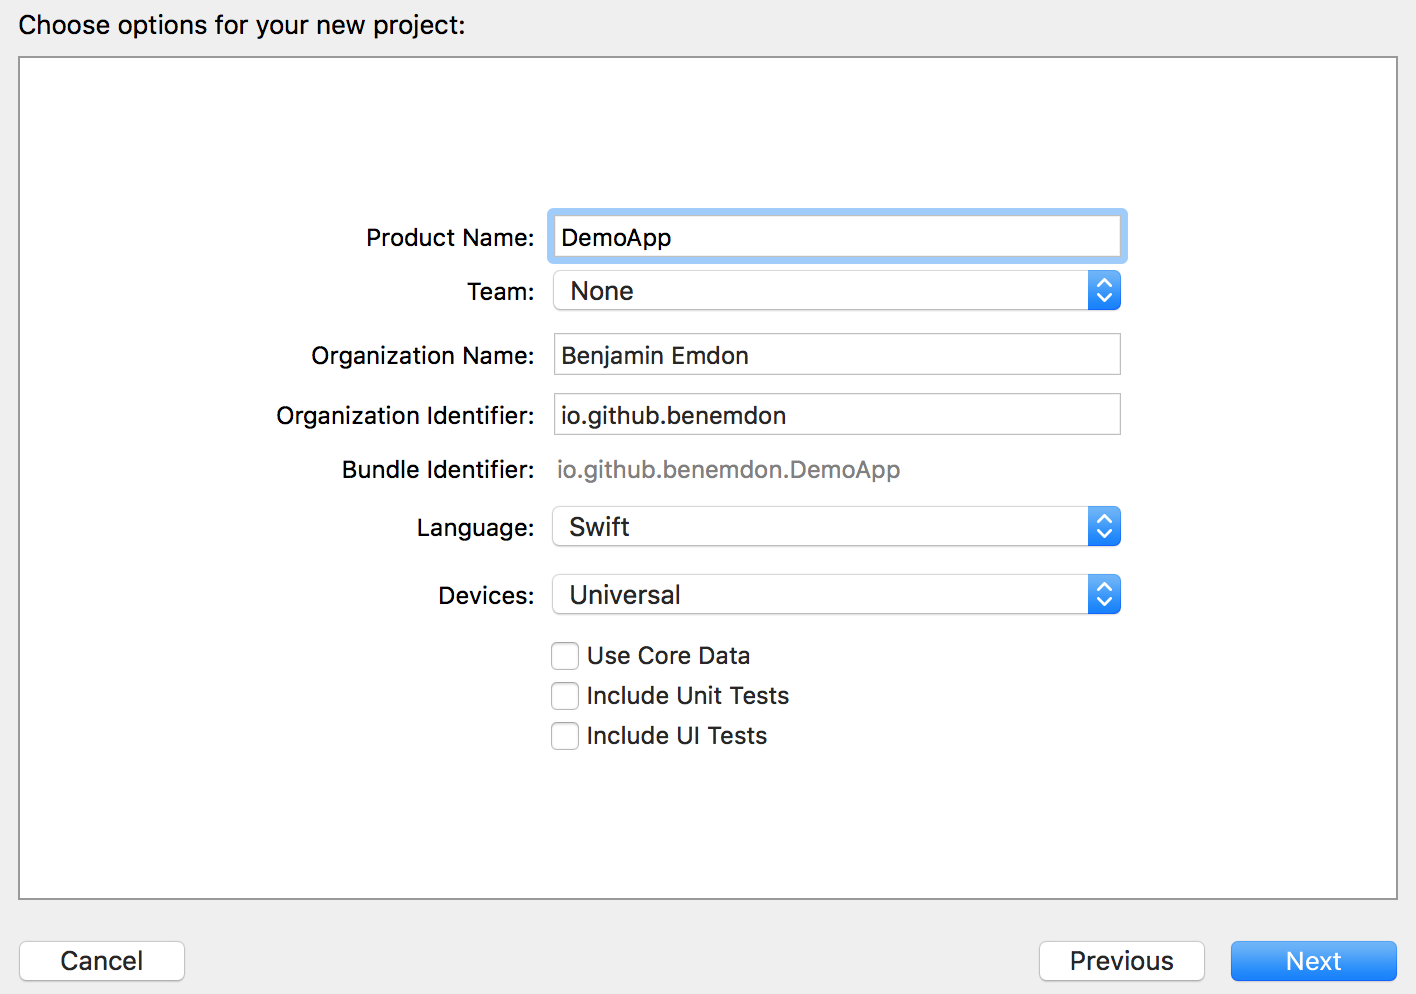 Choose options for your new project:
Product Name: DemoApp
Team: None
Organization Name: Benjamin Emdon
Organization Identifier: io.github.benemdon
Bundle Identifier: io.github.benemdon.DemoApp
Language: Swift
Devices: Universal
Use Core Data
Include Unit Tests
Include UI Tests
Cancel Previous Next